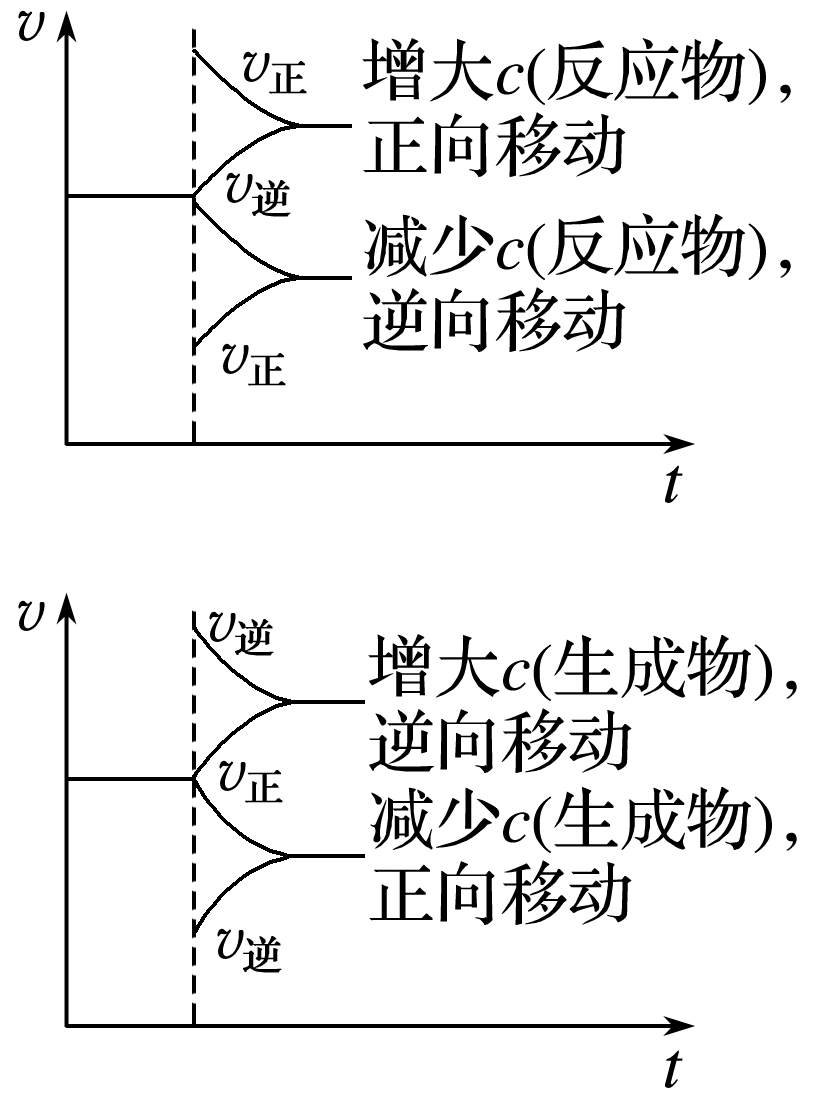 v
v正
增大c(反应物),
正向移动
v逆
减少c(反应物),
逆向移动
v正
t
v
v逆
增大c(生成物),
逆向移动
v正
减少c(生成物),
正向移动
v逆
t